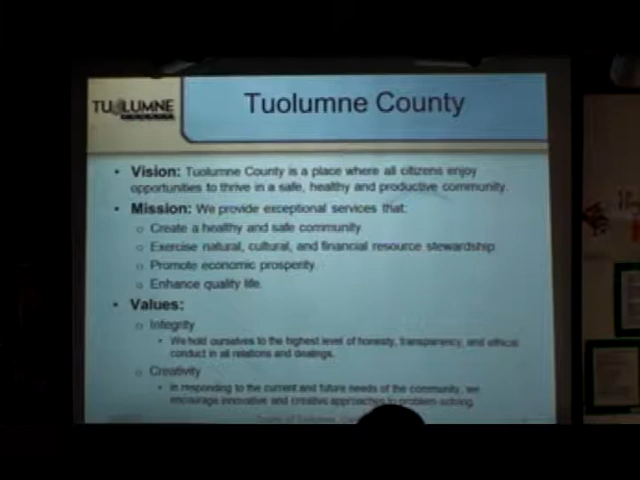 TUOLUMNE
Tuolumne County
• Vision: Tuolumne County is a place where all citizens enjoy
opportunities to thrive in a safe, healthy and productive community.
• Mission: We provide exceptional services that:
o Create a healthy and safe community
o Exercise natural, cultural, and financial resource stewardship
o Promote economic prosperity
o Enhance quality life.
• Values:
o Integrity
• We hold ourselves to the highest level of honesty, transparency, and ethical
conduct in all relations and dealings.
o Creativity
• In responding to the current and future needs of the community, we
encourage innovative and creative approaches to problem-solving.